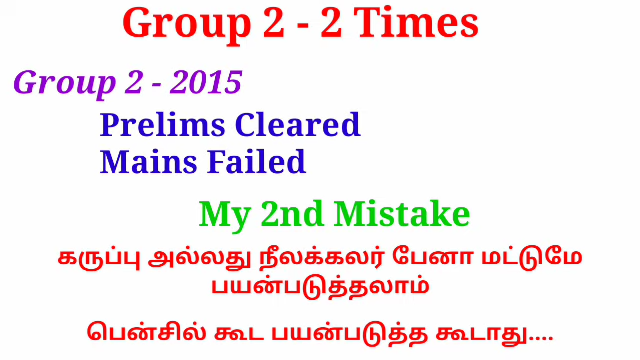 Group 2 - 2 Times
Group 2 - 2015
Prelims Cleared
Mains Failed
My 2nd Mistake
கருப்பு அல்லது நீலக்கலர் பேனா மட்டுமே
பயன்படுத்தலாம்
பென்சில் கூட பயன்படுத்த கூடாது....